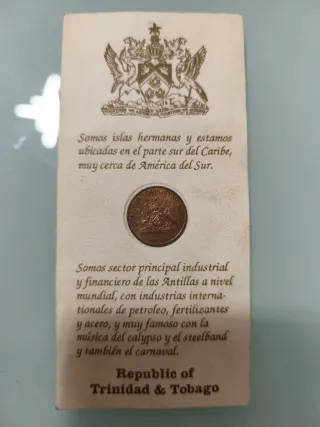 Somos islas hermanas y estamos
ubicadas en el parte sur del Caribe,
muy cerca de América del Sur.
Somos sector principal industrial
y financiero de las Antillas a nivel
mundial, con industrias interna-
tionales de petroleo, fertilizantes
y acero, y muy famoso con la
música del calypso y el steelband
y también el carnaval.
Republic of
Trinidad & Tobago